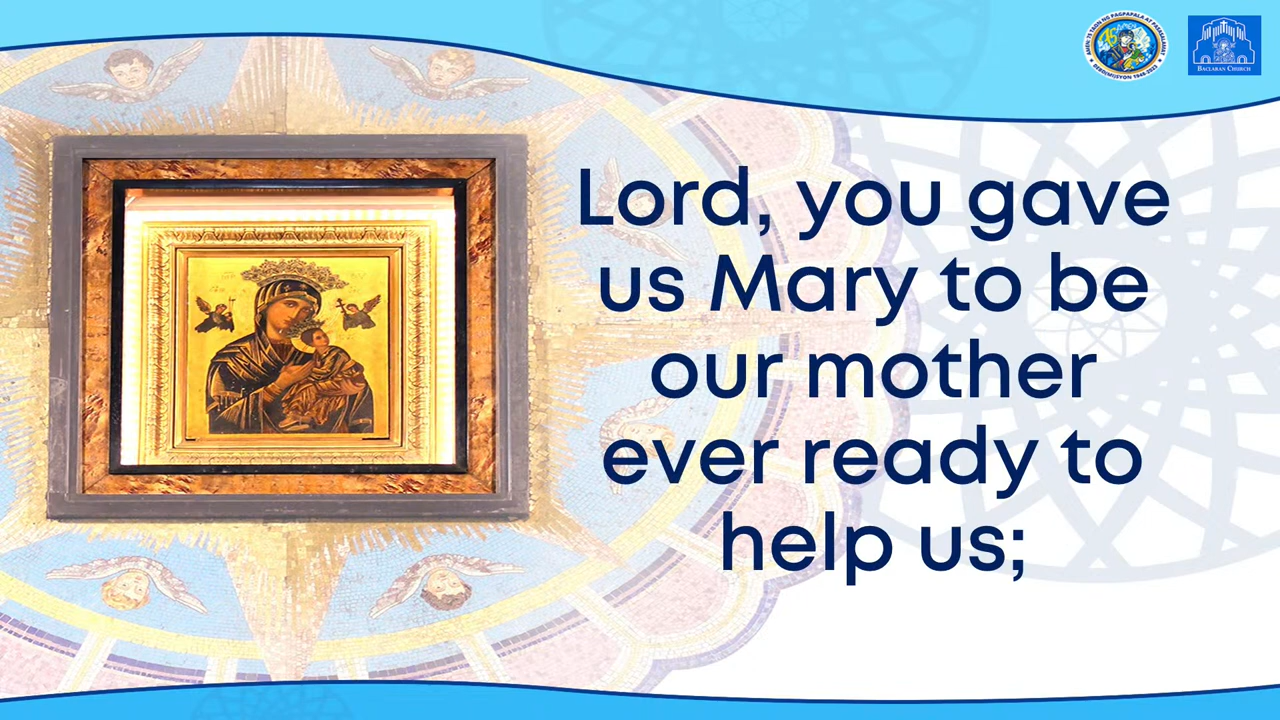 BACLARAN CHURCH
Lord, you gave
us Mary to be
our mother
ever ready to
help us;